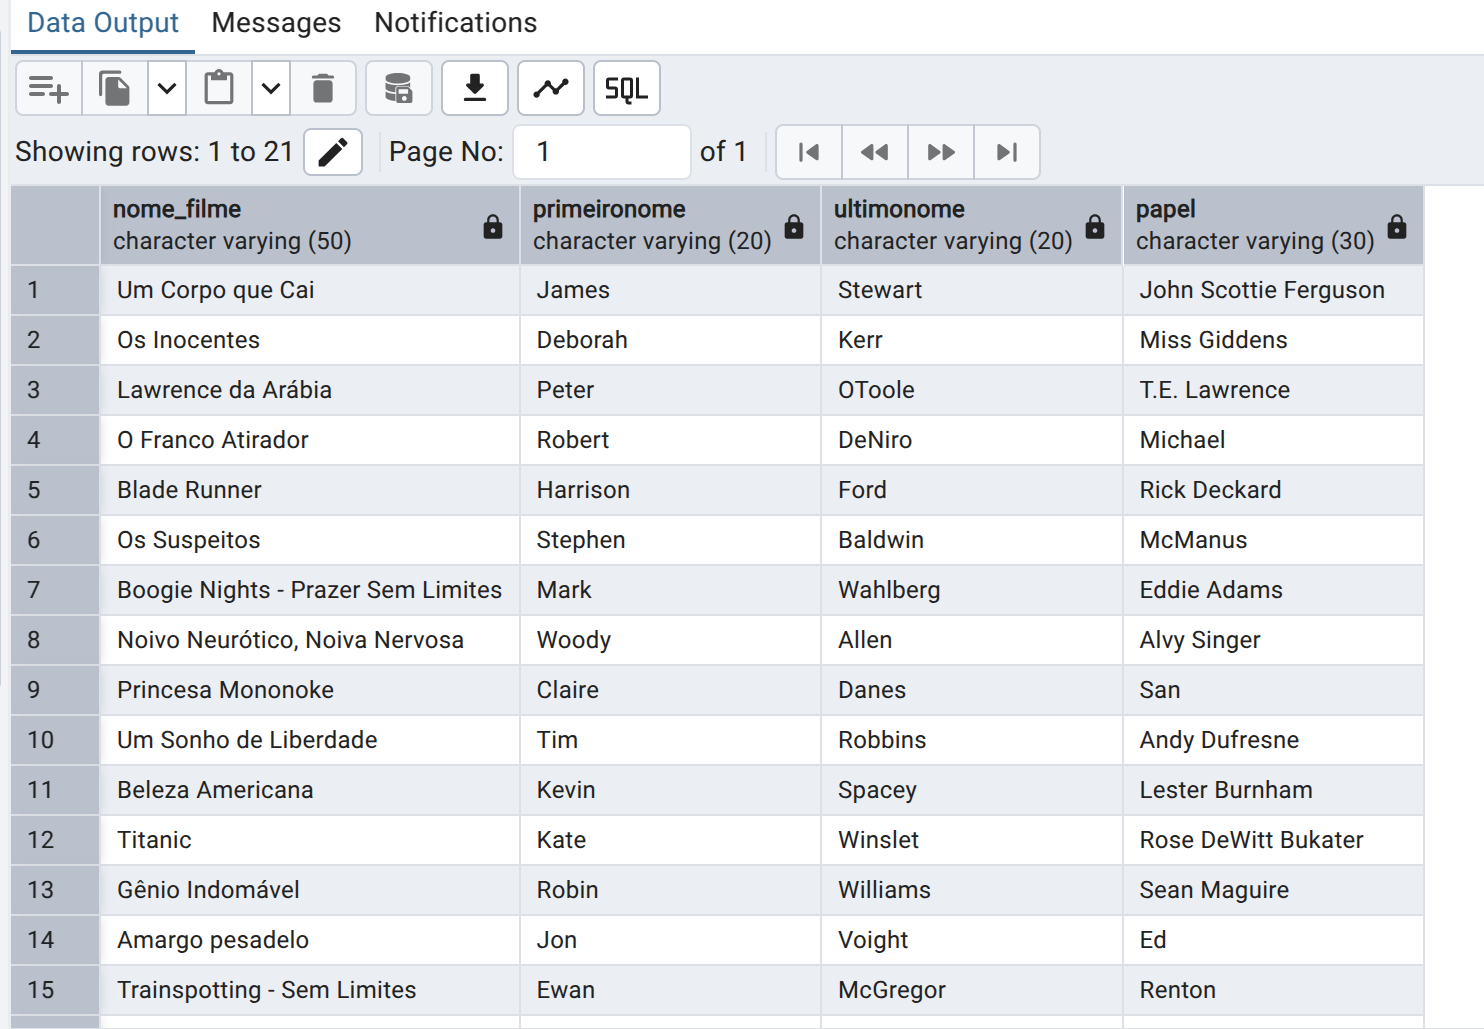 Data Output Messages Notifications
SQL
Showing rows: 1 to 21 Page No: 1 of 1
nome_filme primeironome ultimonome papel
character varying (50) character varying (20) character varying (20) character varying (30)
1 Um Corpo que Cai James Stewart John Scottie Ferguson
2 Os Inocentes Deborah Kerr Miss Giddens
3 Lawrence da Arábia Peter OToole T.E. Lawrence
4 O Franco Atirador Robert DeNiro Michael
5 Blade Runner Harrison Ford Rick Deckard
6 Os Suspeitos Stephen Baldwin McManus
7 Boogie Nights - Prazer Sem Limites Mark Wahlberg Eddie Adams
8 Noivo Neurótico, Noiva Nervosa Woody Allen Alvy Singer
9 Princesa Mononoke Claire Danes San
10 Um Sonho de Liberdade Tim Robbins Andy Dufresne
11 Beleza Americana Kevin Spacey Lester Burnham
12 Titanic Kate Winslet Rose DeWitt Bukater
13 Gênio Indomável Robin Williams Sean Maguire
14 Amargo pesadelo Jon Voight Ed
15 Trainspotting - Sem Limites Ewan McGregor Renton